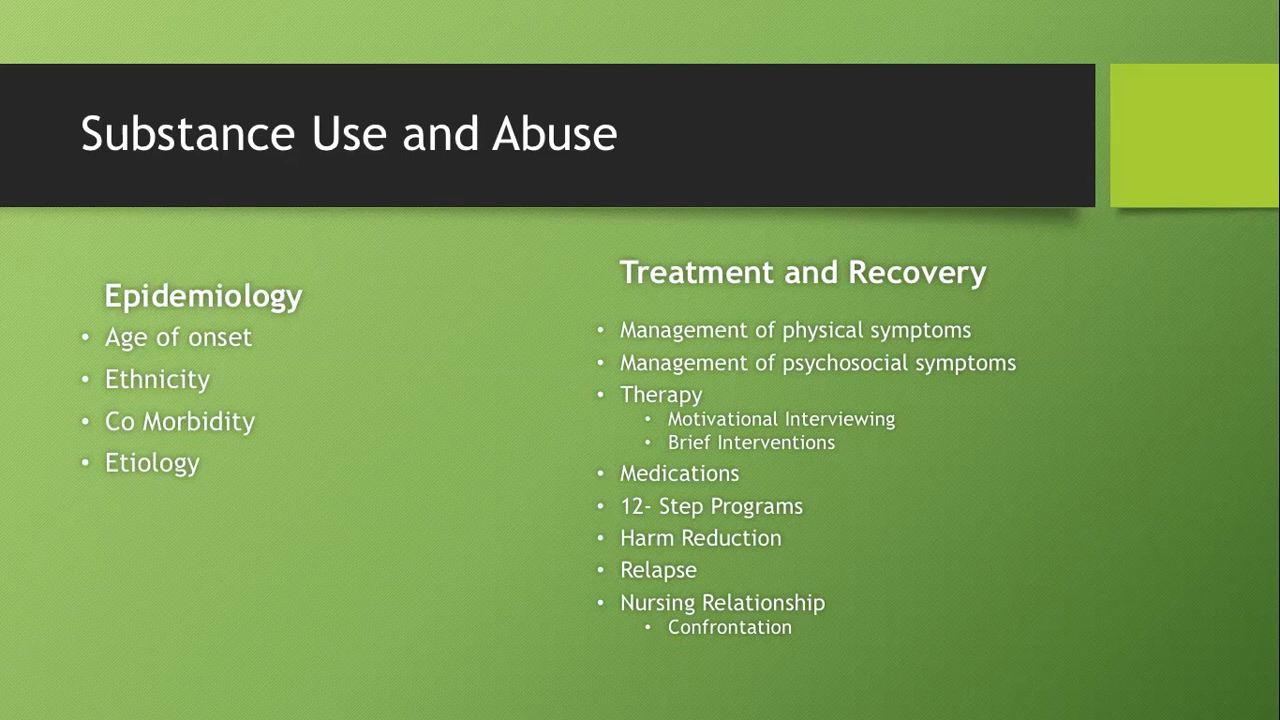 Substance Use and Abuse
Epidemiology
• Age of onset
• Ethnicity
• Co Morbidity
• Etiology
Treatment and Recovery
• Management of physical symptoms
• Management of psychosocial symptoms
• Therapy
• Motivational Interviewing
• Brief Interventions
• Medications
• 12- Step Programs
• Harm Reduction
• Relapse
• Nursing Relationship
• Confrontation